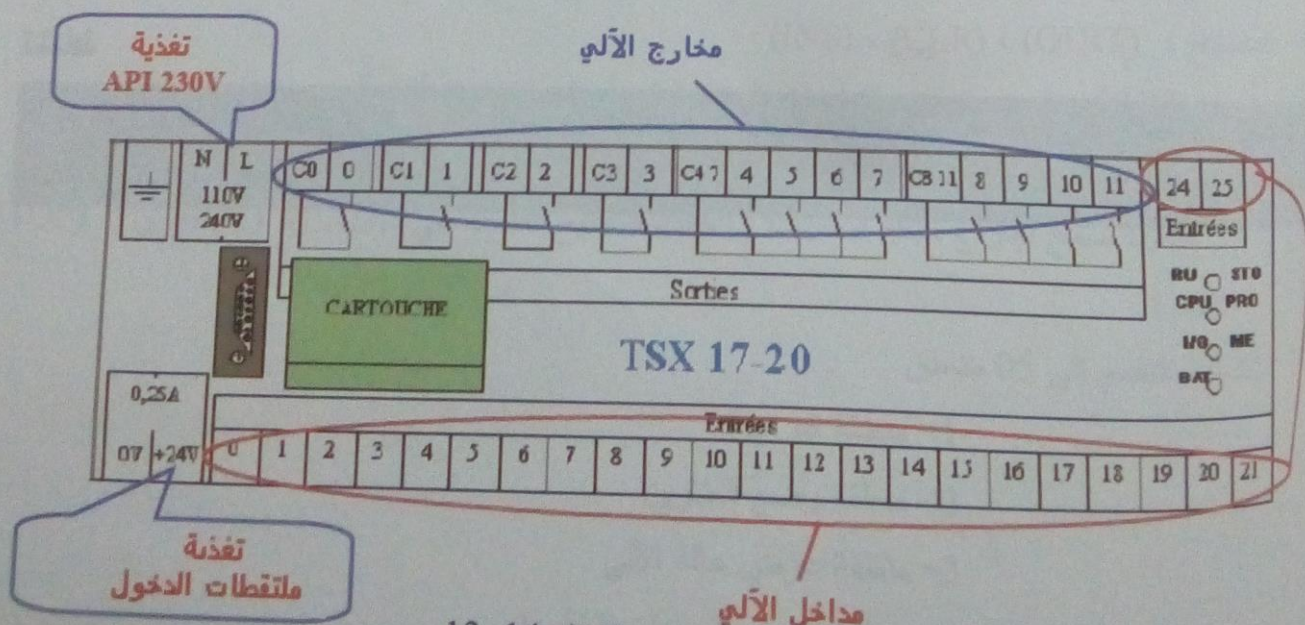 تغذية
API 230V
مخارج الآلي
N L
110V
240V
C0 0 C1 1 C2 2 C3 3 C4 7 4 5 6 7 C8 11 8 9 10 11
24 25
Entrées
Sorties
CARTOUCHE
TSX 17-20
RU STO
CPU PRO
I/O ME
BAT
0,25A
0V +24V
Entrées
0 1 2 3 4 5 6 7 8 9 10 11 12 13 14 15 16 17 18 19 20 21
تغذية
ملتقطات الدخول
مداخل الآلي